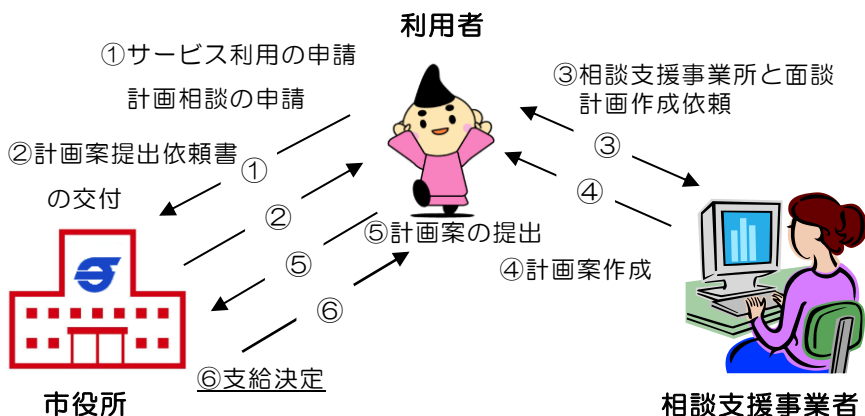 利用者
①サービス利用の申請
計画相談の申請
③相談支援事業所と面談
計画作成依頼
②計画案提出依頼書
の交付
①
②
③
④
⑤計画案の提出
⑤
④計画案作成
⑥
⑥支給決定
市役所
相談支援事業者